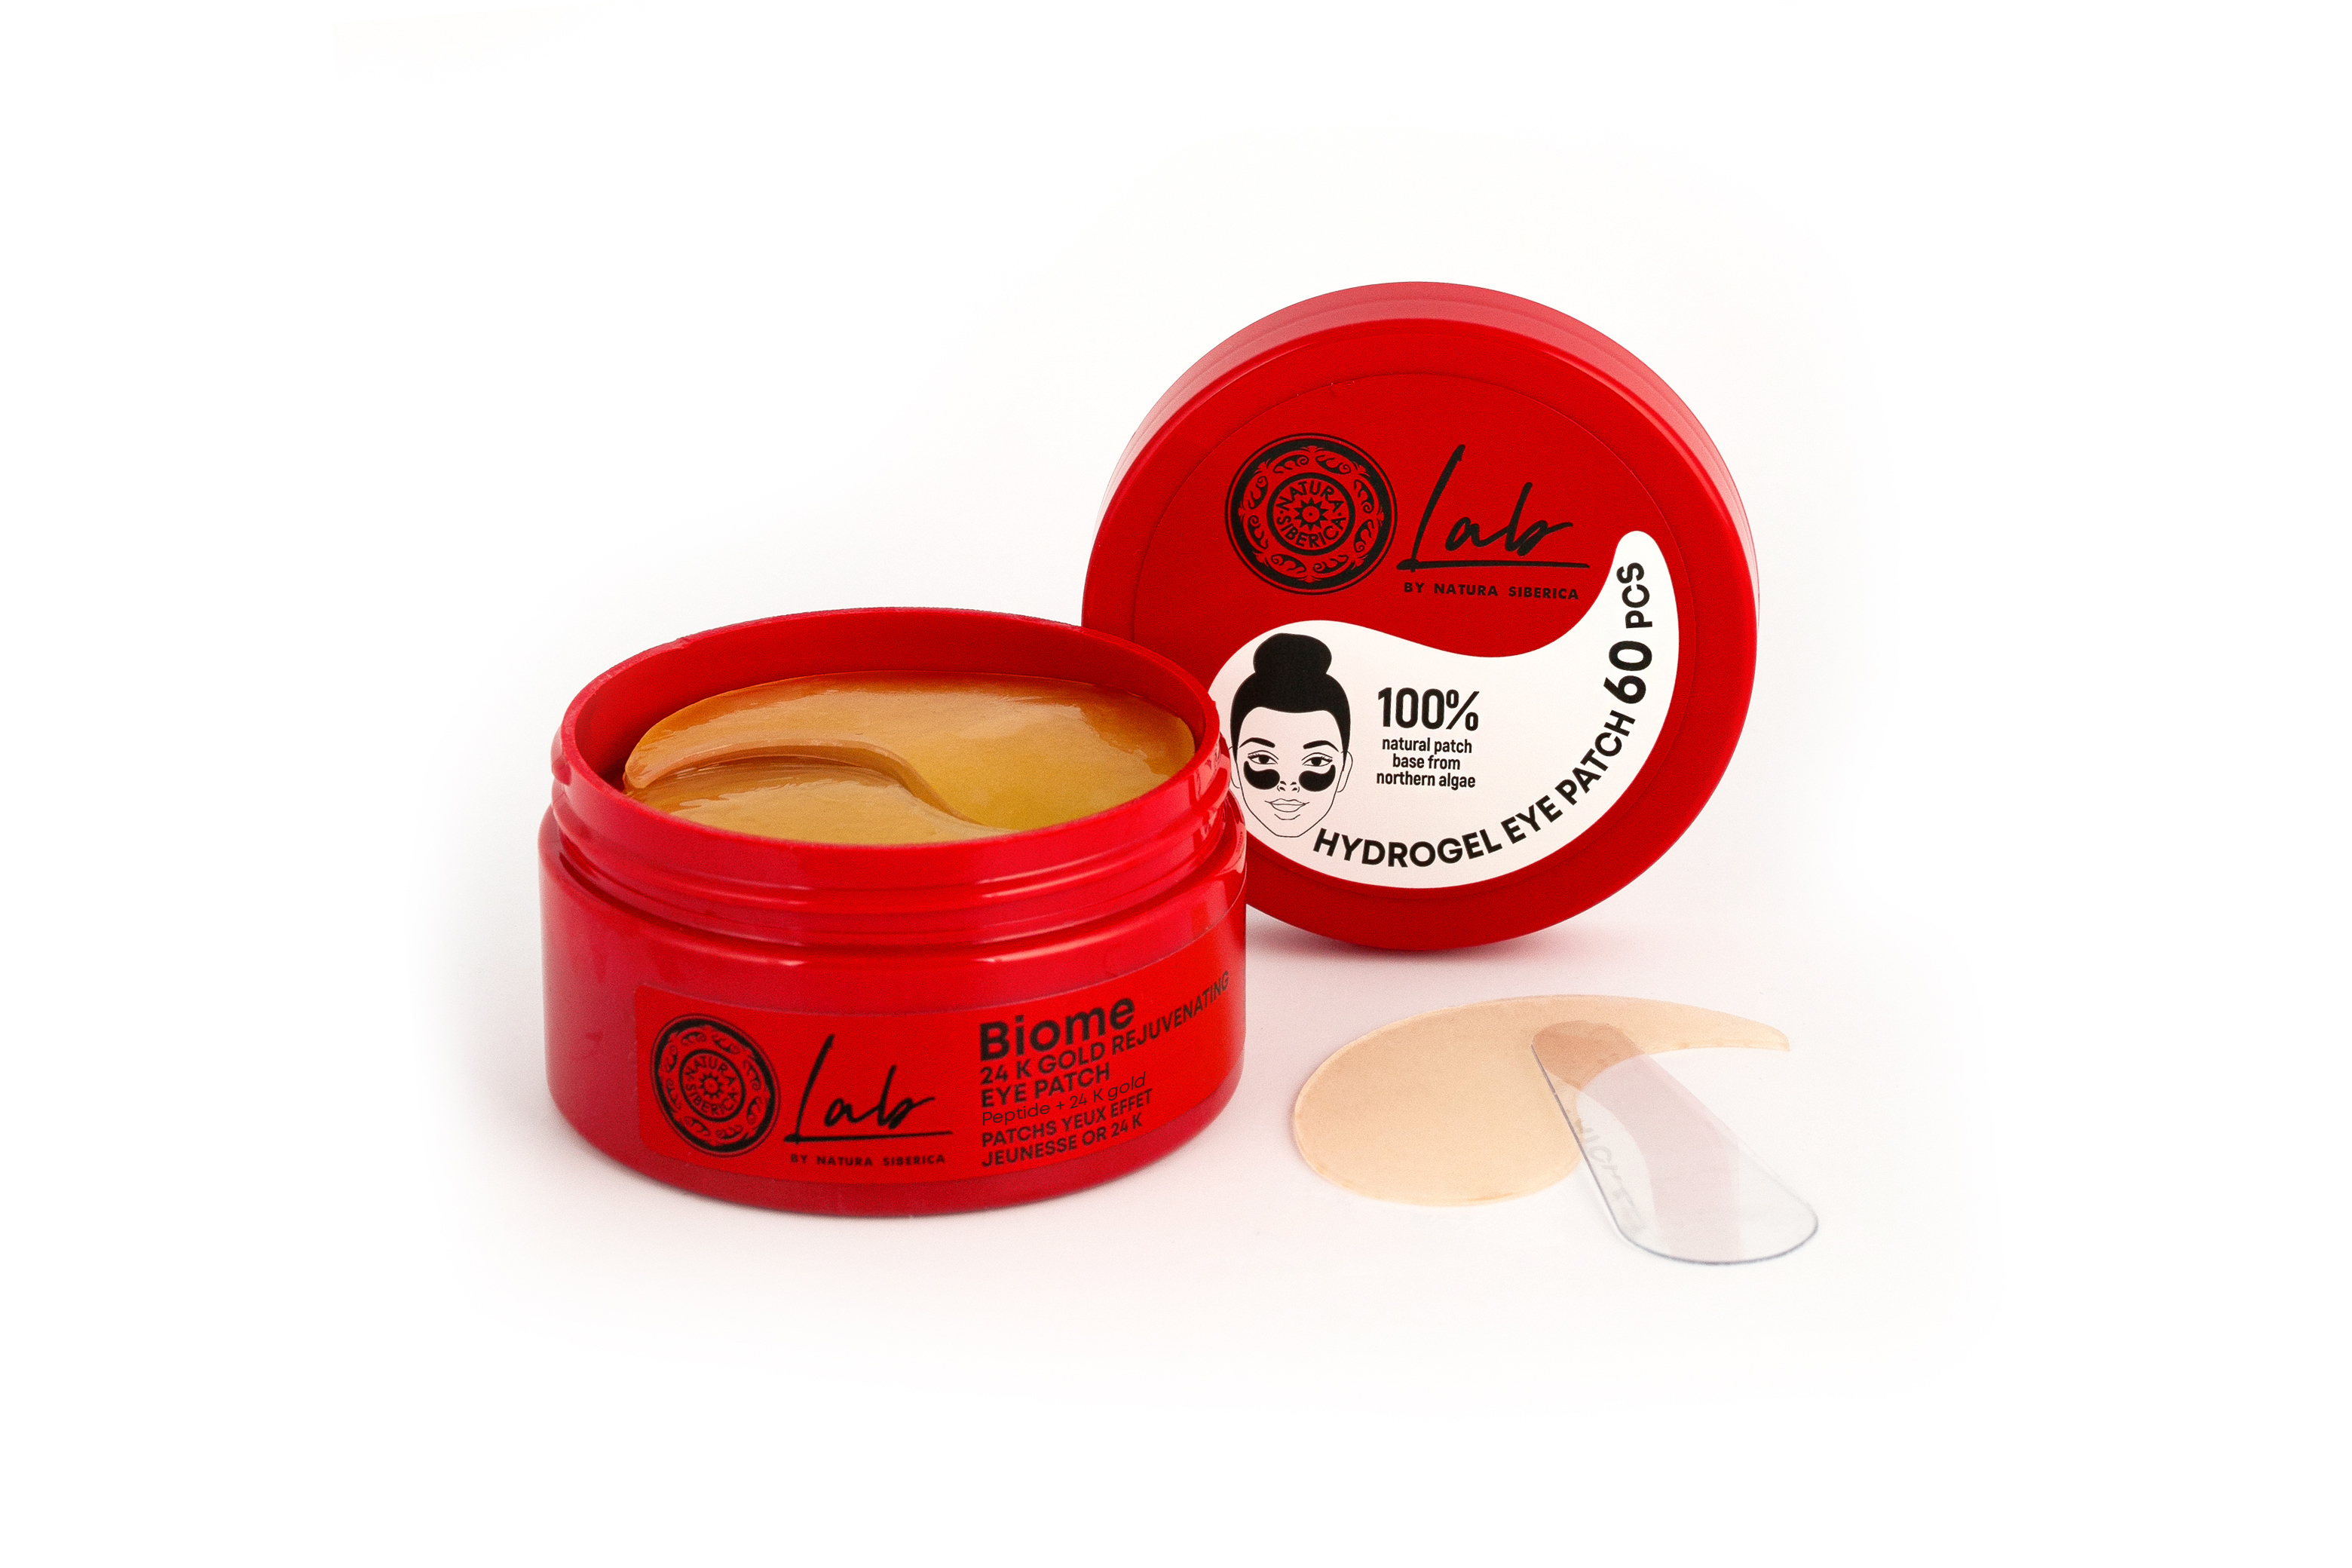 NATURA SIBERICA
Lab
BY NATURA SIBERICA
100%
natural patch
base from
northern algae
HYDROGEL EYE PATCH 60 PCS
NATURA SIBERICA
Lab
BY NATURA SIBERICA
Biome
24 K GOLD REJUVENATING
EYE PATCH
Peptide + 24 K gold
PATCHS YEUX EFFET
JEUNESSE OR 24 K